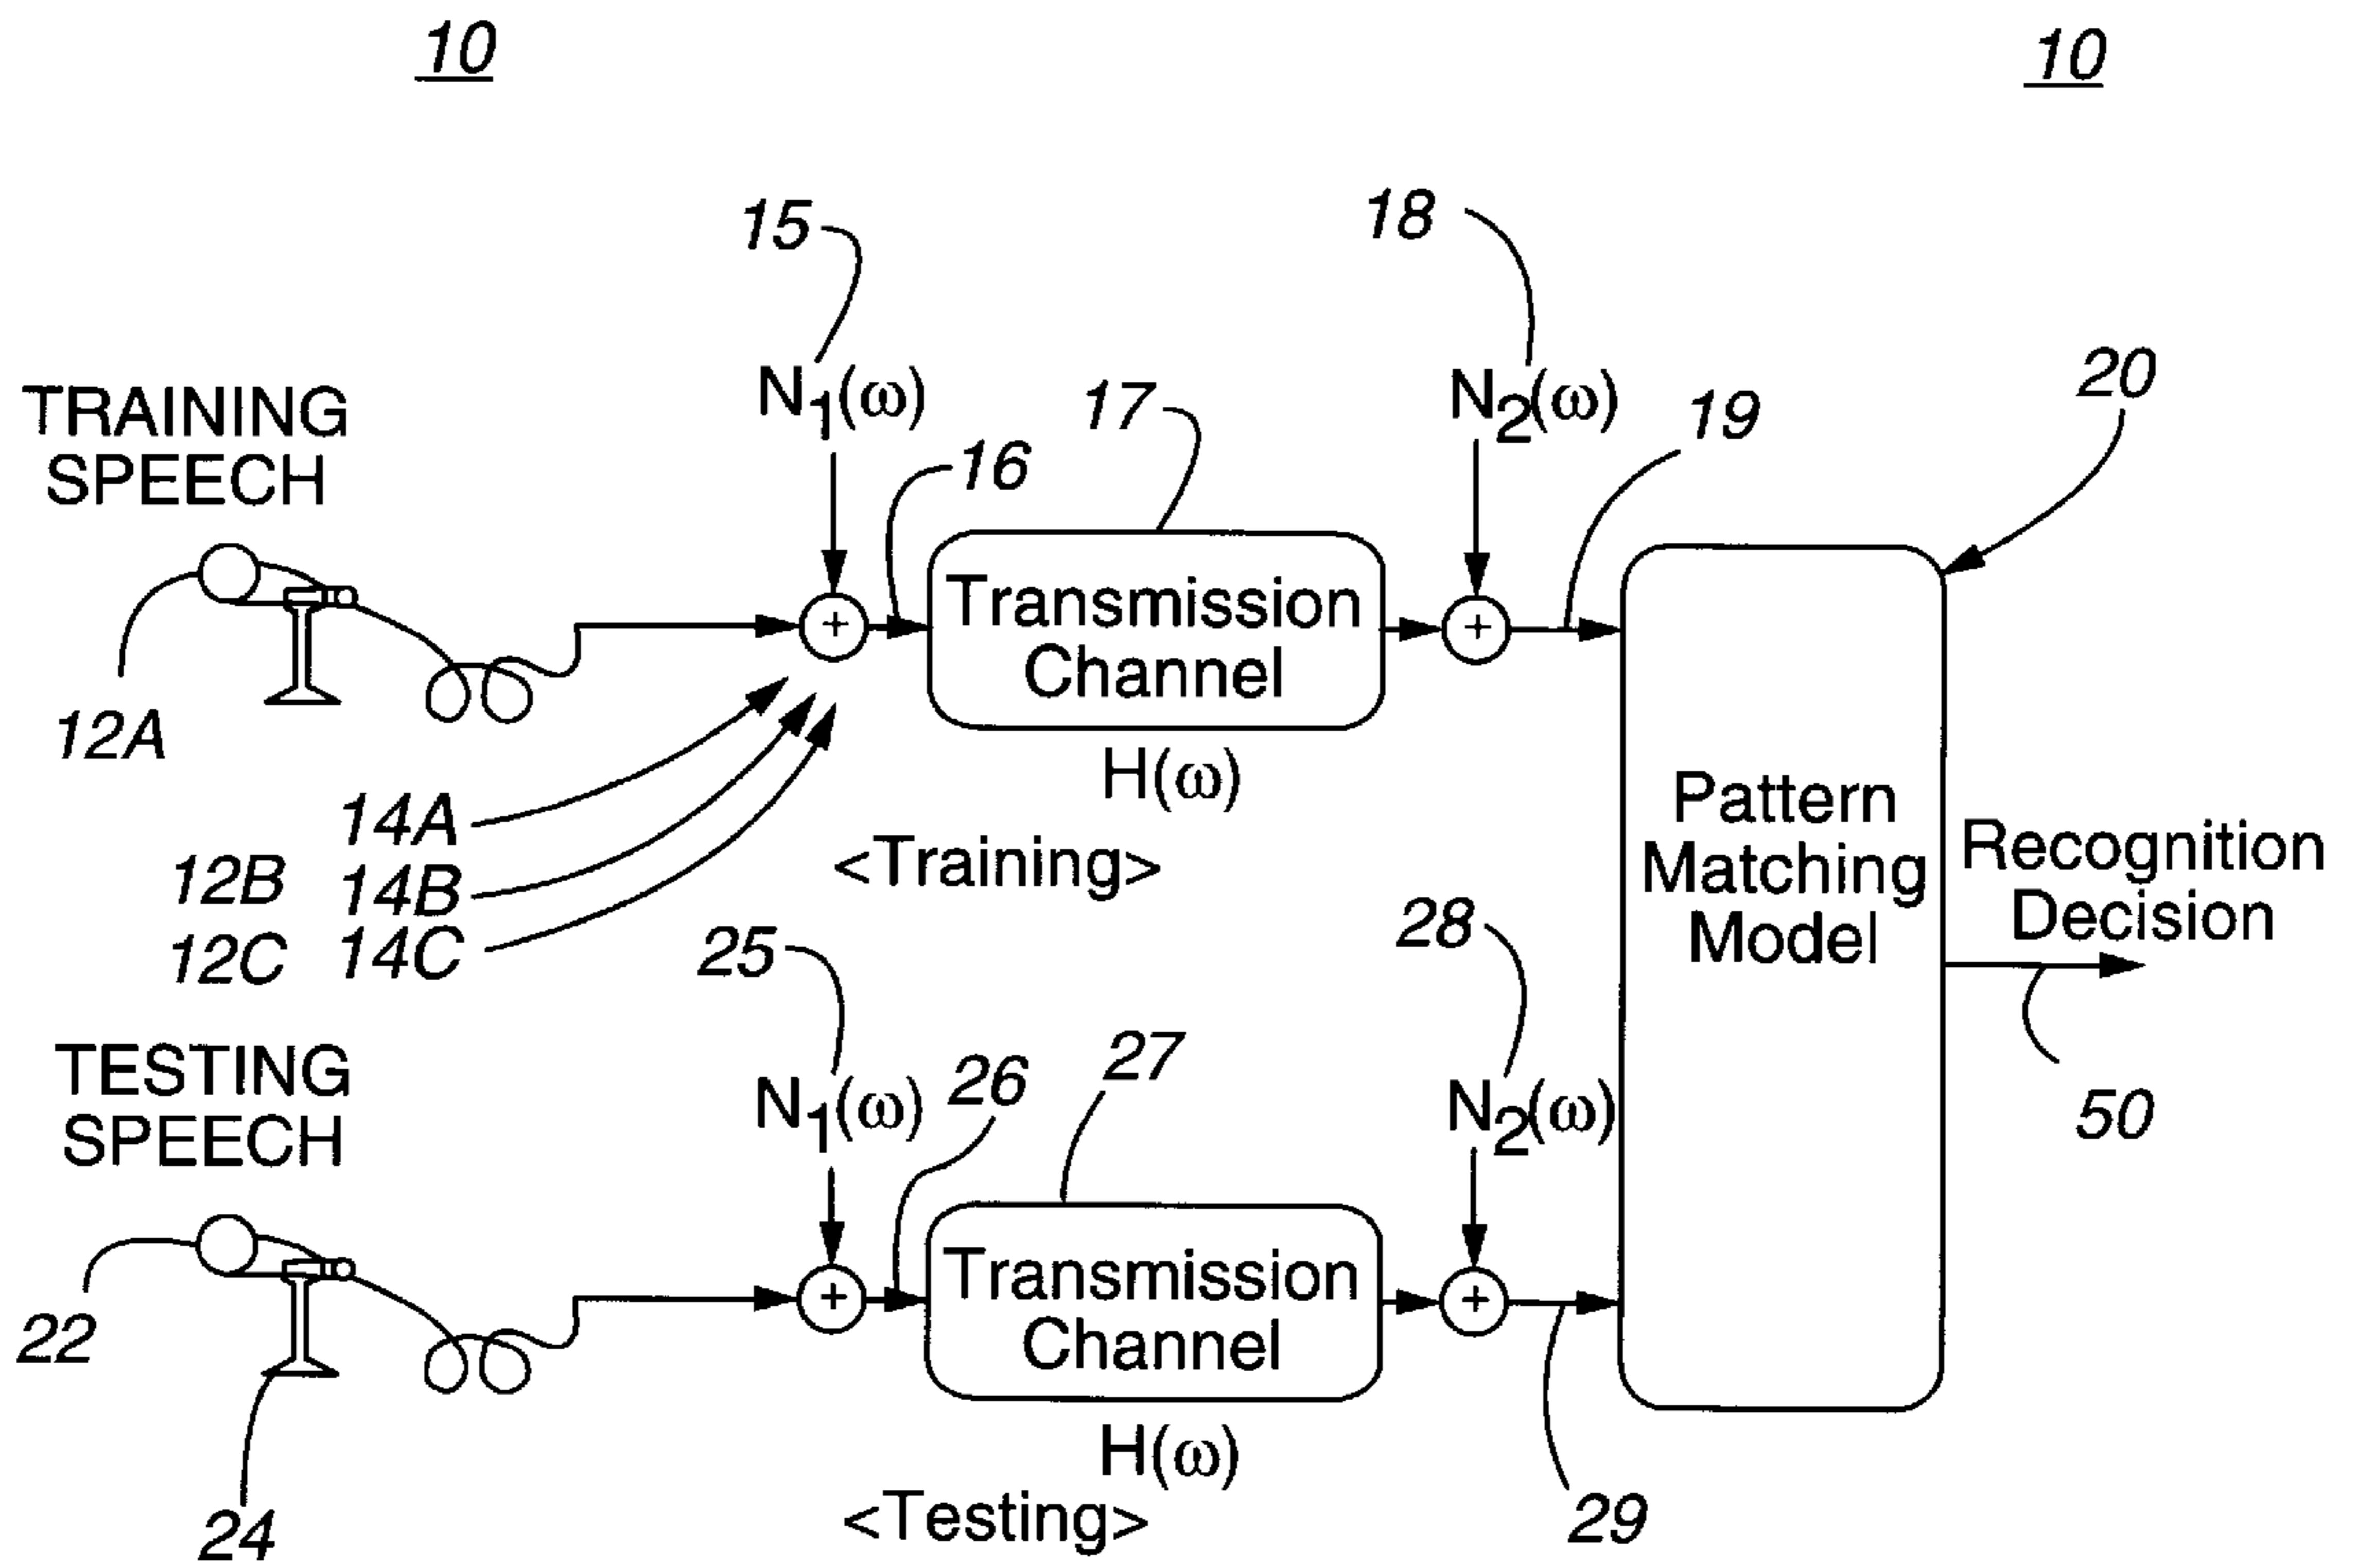 10
10
15
18
N1(ω)
17
N2(ω)
19
20
TRAINING
SPEECH
16
Transmission
Channel
12A
H(ω)
14A
12B 14B
12C 14C
<Training>
Pattern
Matching
Model
Recognition
Decision
25
28
TESTING
SPEECH
N1(ω)
26
27
N2(ω)
50
Transmission
Channel
22
H(ω)
<Testing>
24
29